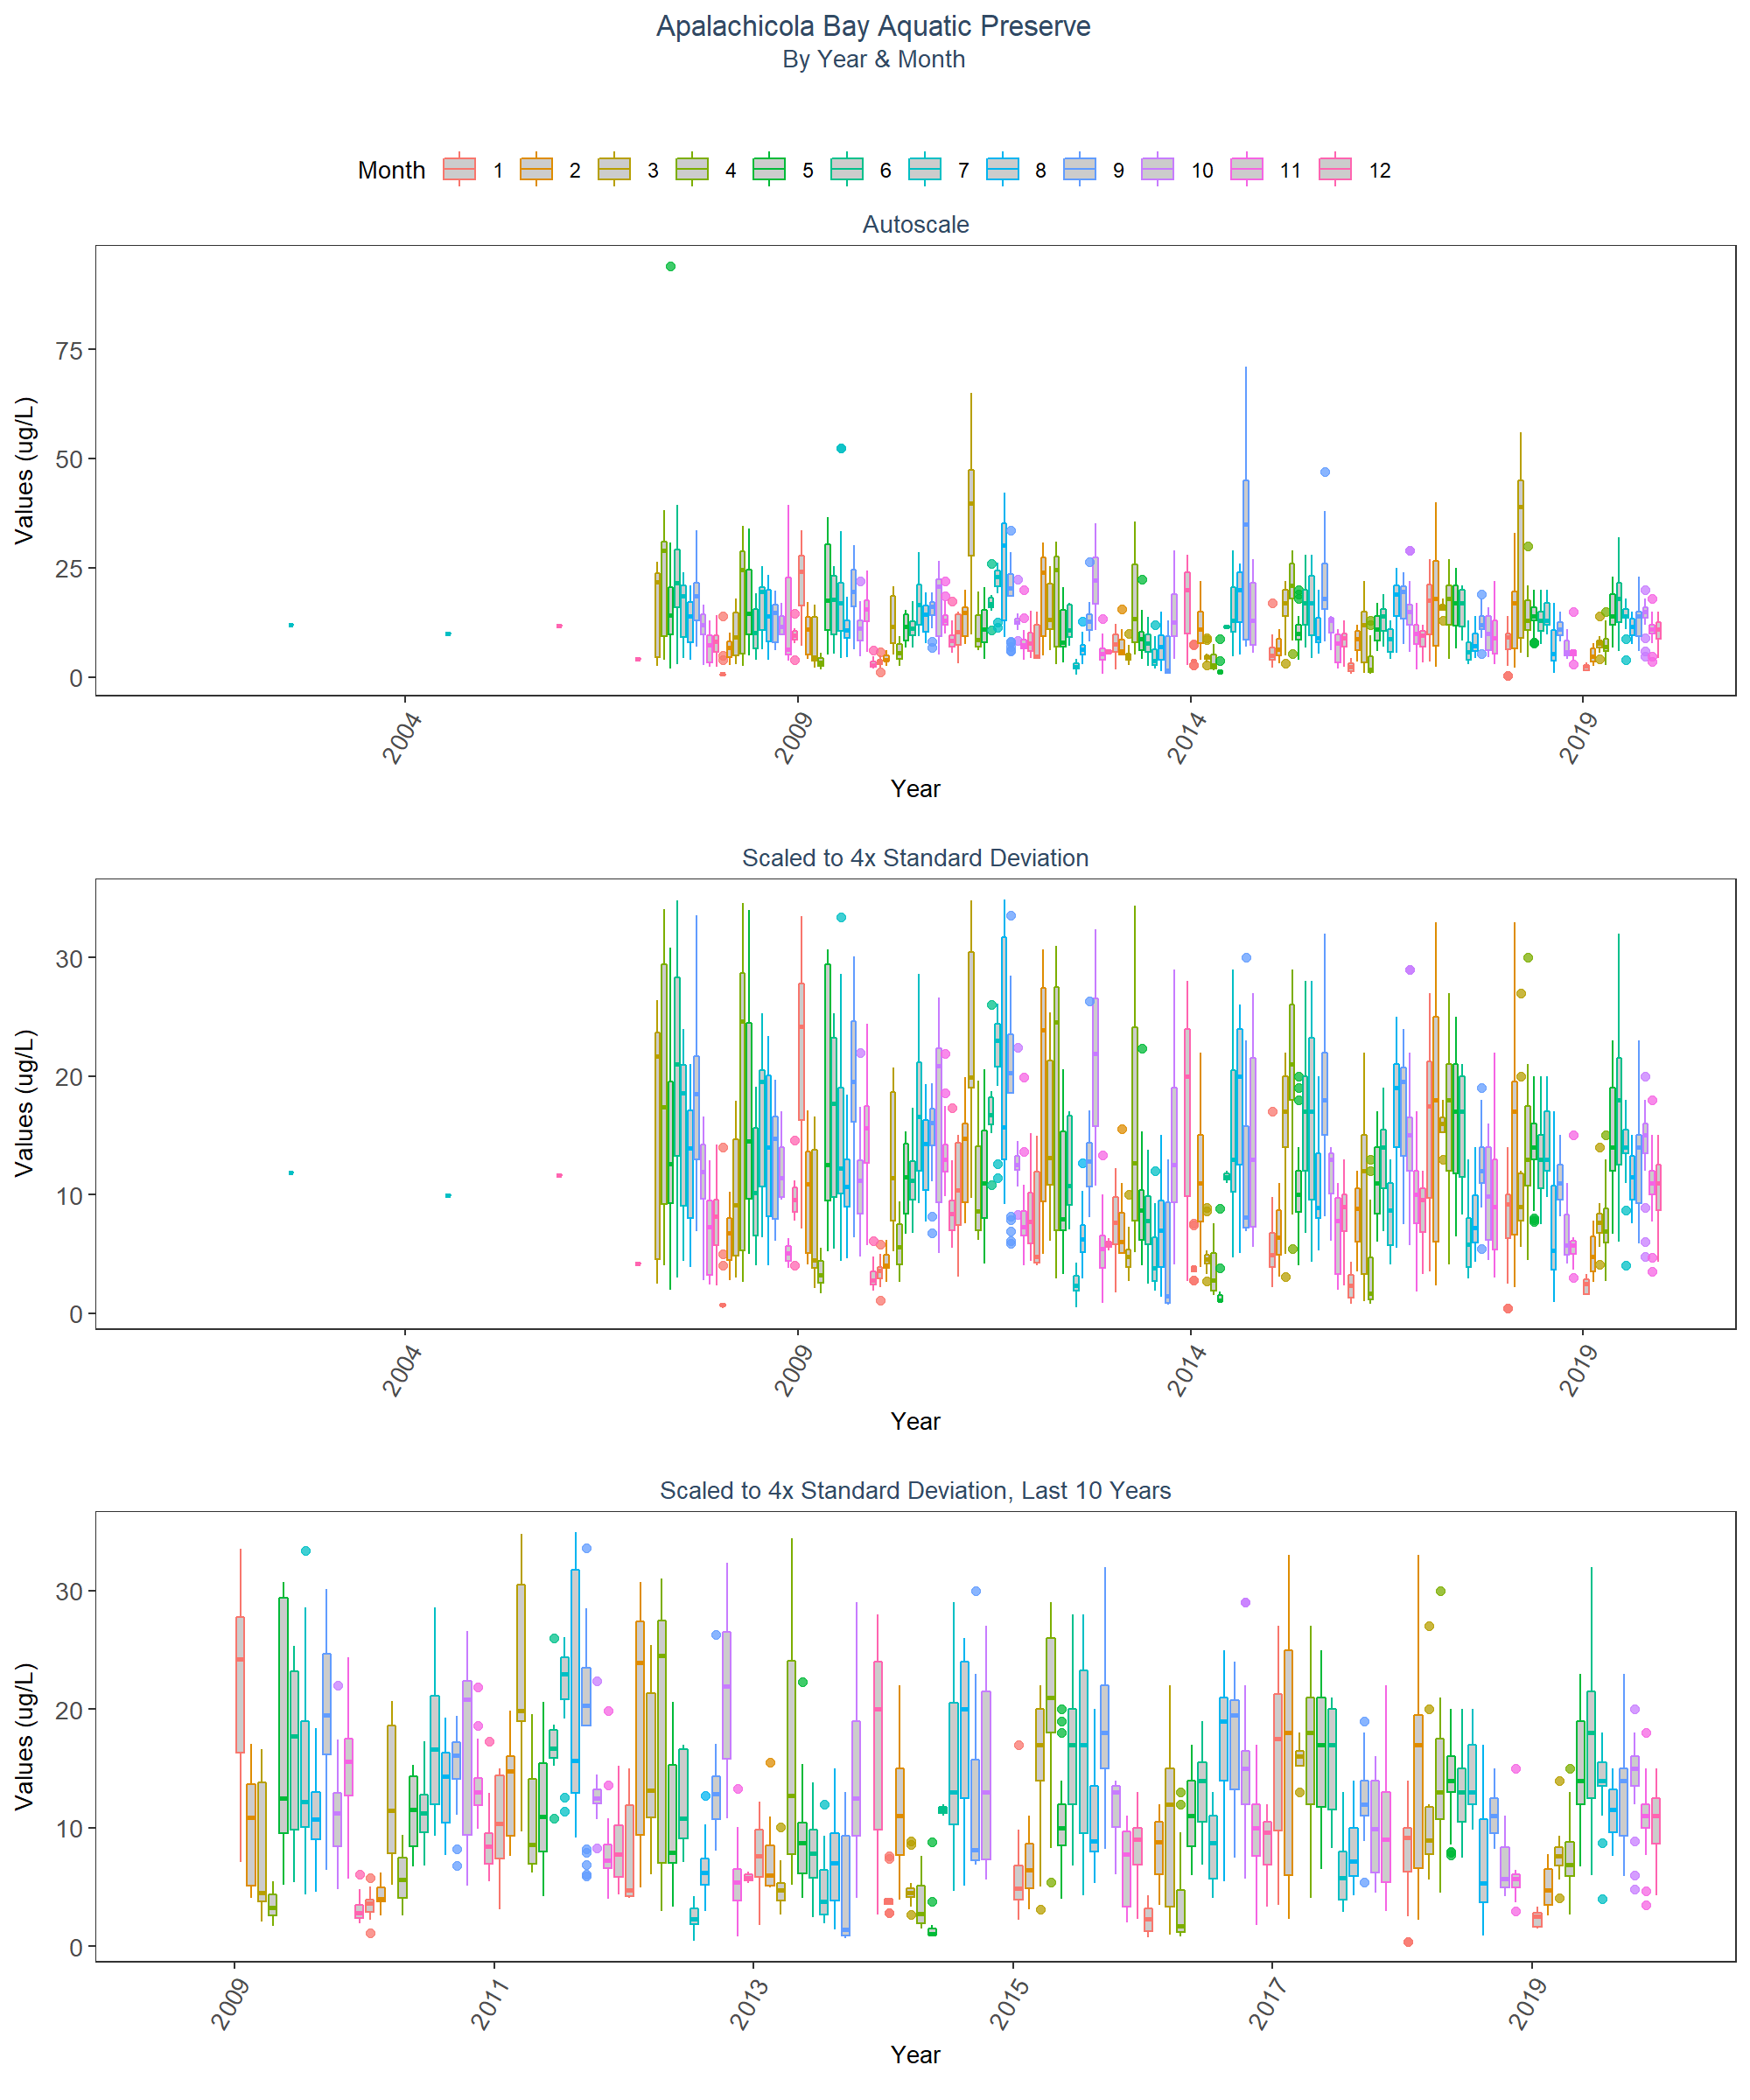 Apalachicola Bay Aquatic Preserve
By Year & Month
Month 1 2 3 4 5 6 7 8 9 10 11 12
Autoscale
Values (ug/L)
75
50
25
0
2004 2009 2014 2019
Year
Scaled to 4x Standard Deviation
Values (ug/L)
30
20
10
0
2004 2009 2014 2019
Year
Scaled to 4x Standard Deviation, Last 10 Years
Values (ug/L)
30
20
10
0
2009 2011 2013 2015 2017 2019
Year